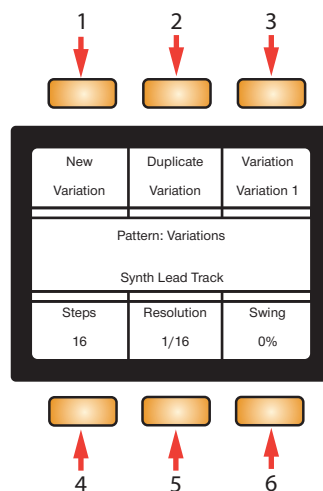 1 2 3
New Duplicate Variation
Variation Variation Variation 1
Pattern: Variations
Synth Lead Track
Steps Resolution Swing
16 1/16 0%
4 5 6